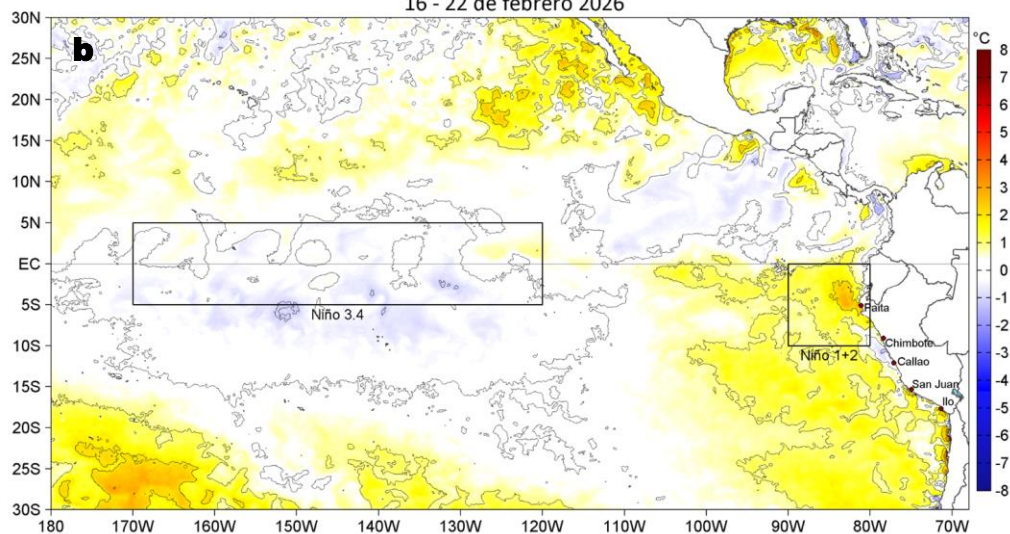 16 - 22 de febrero 2026
b
°C
30N
25N
20N
15N
10N
5N
EC
5S
10S
15S
20S
25S
30S
Niño 3.4
Niño 1+2
Paita
Chimbote
Callao
San Juan
Ilo
180 170W 160W 150W 140W 130W 120W 110W 100W 90W 80W 70W
8
7
6
5
4
3
2
1
0
-1
-2
-3
-4
-5
-6
-7
-8